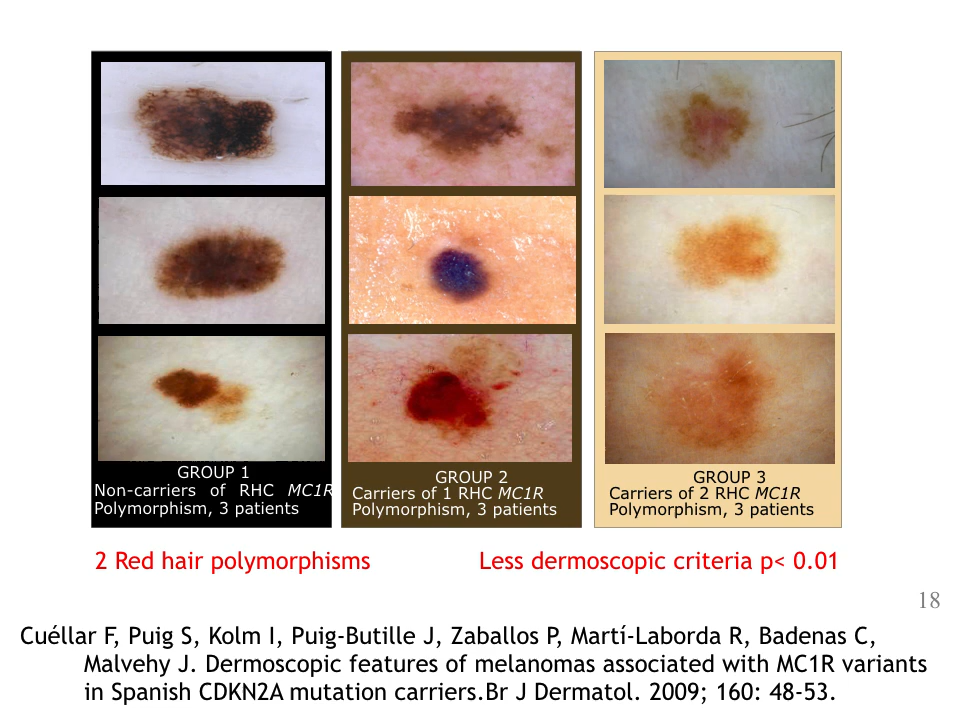 GROUP 1
Non-carriers of RHC MC1R
Polymorphism, 3 patients
GROUP 2
Carriers of 1 RHC MC1R
Polymorphism, 3 patients
GROUP 3
Carriers of 2 RHC MC1R
Polymorphism, 3 patients
2 Red hair polymorphisms
Less dermoscopic criteria p< 0.01
18
Cuéllar F, Puig S, Kolm I, Puig-Butille J, Zaballos P, Martí-Laborda R, Badenas C,
Malvehy J. Dermoscopic features of melanomas associated with MC1R variants
in Spanish CDKN2A mutation carriers.Br J Dermatol. 2009; 160: 48-53.